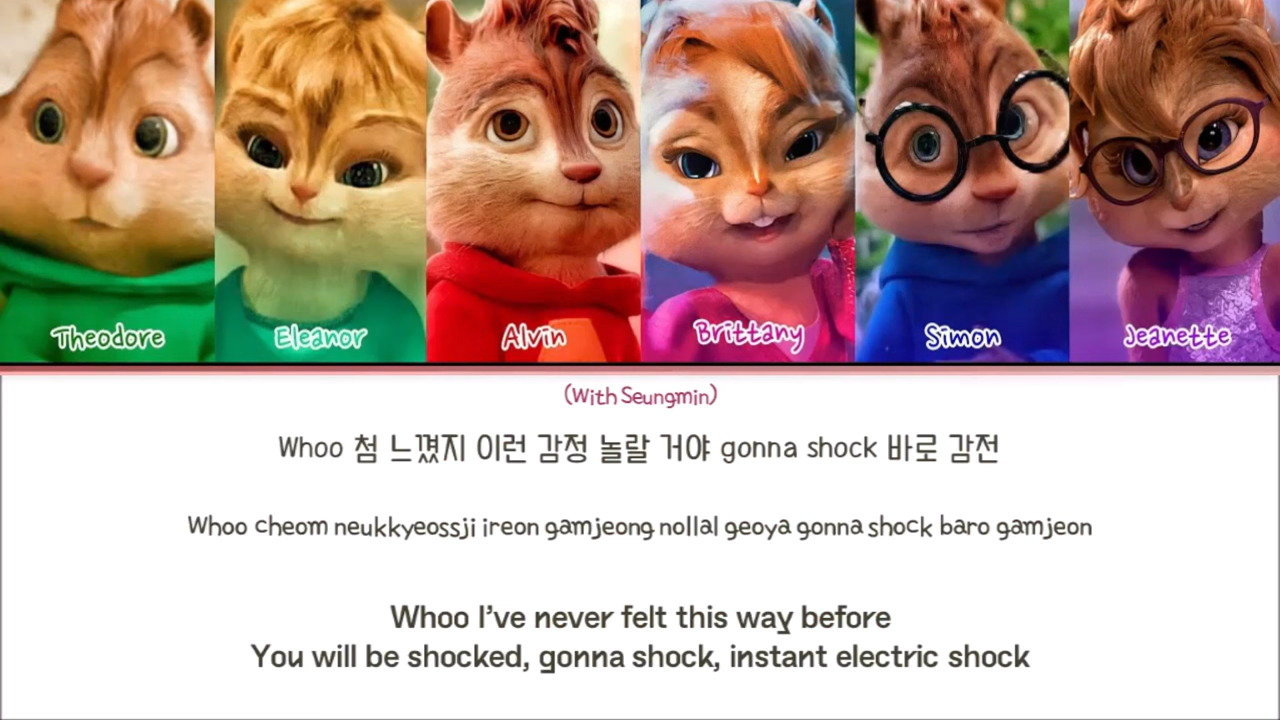 Theodore Eleanor Alvin Brittany Simon Jeanette
(With Seungmin)
Whoo 첨 느꼈지 이런 감정 놀랄 거야 gonna shock 바로 감전
Whoo cheom neukkyeossji ireon gamjeong nollal geoya gonna shock baro gamjeon
Whoo I’ve never felt this way before
You will be shocked, gonna shock, instant electric shock